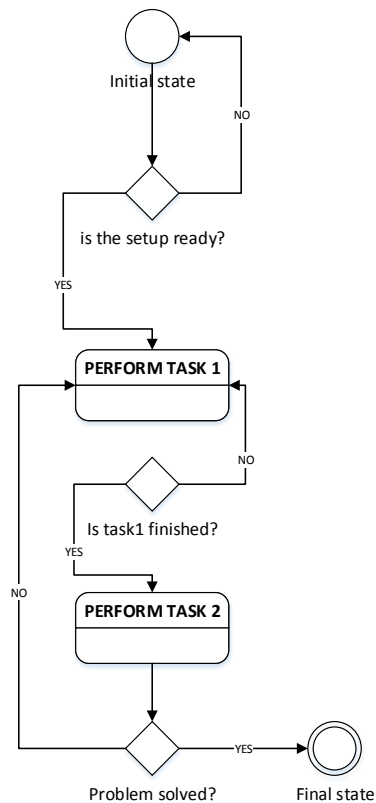 Initial state
NO
is the setup ready?
YES
PERFORM TASK 1
NO
Is task1 finished?
YES
NO
PERFORM TASK 2
YES
Problem solved?
Final state